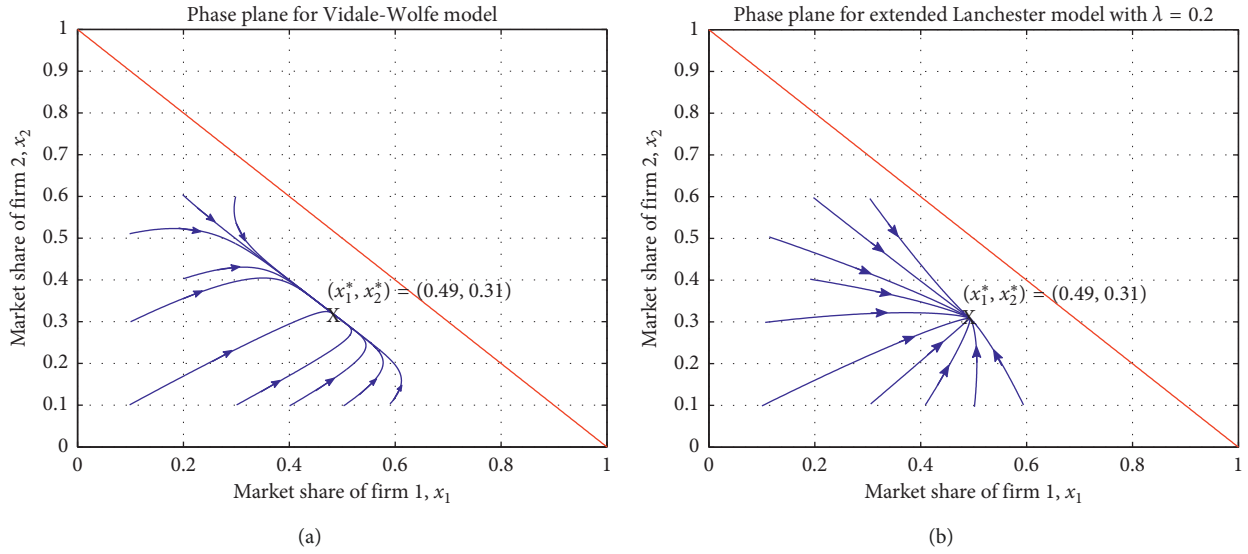 Phase plane for Vidale-Wolfe model
1
0.9
0.8
0.7
0.6
0.5
0.4
0.3
0.2
0.1
0
Market share of firm 2, x₂
(x₁*, x₂*) = (0.49, 0.31)
X
0 0.2 0.4 0.6 0.8 1
Market share of firm 1, x₁
(a)
Phase plane for extended Lanchester model with λ = 0.2
1
0.9
0.8
0.7
0.6
0.5
0.4
0.3
0.2
0.1
0
Market share of firm 2, x₂
(x₁*, x₂*) = (0.49, 0.31)
X
0 0.2 0.4 0.6 0.8 1
Market share of firm 1, x₁
(b)